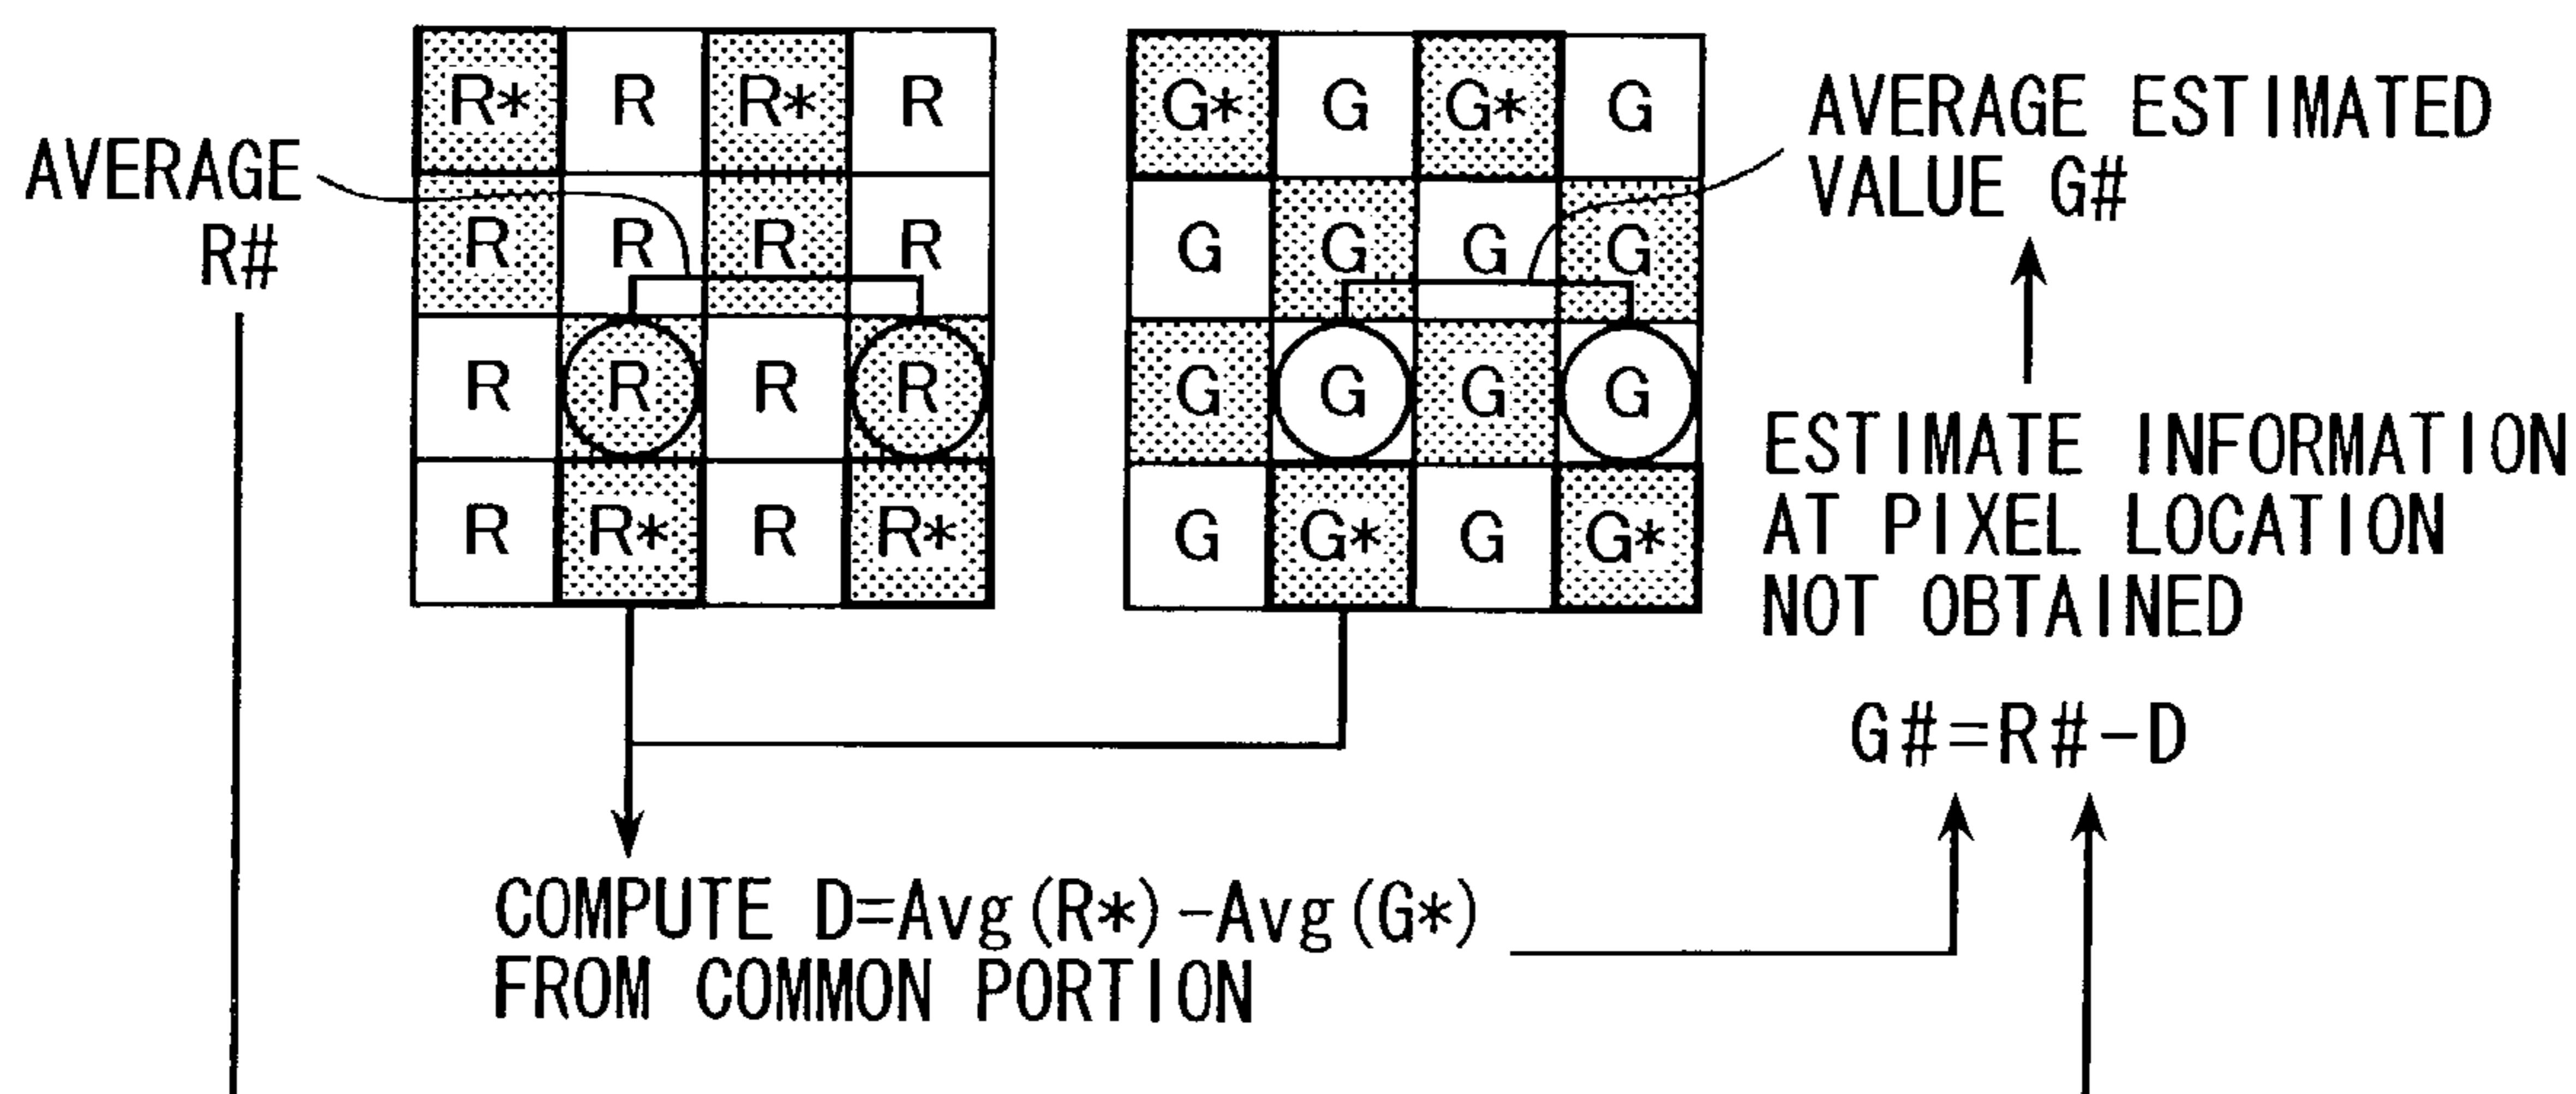 AVERAGE
R#
R* R R* R
R R R R
R R R R
R R* R R*
G* G G* G
G G G G
G G G G
G G* G G*
AVERAGE ESTIMATED
VALUE G#
ESTIMATE INFORMATION
AT PIXEL LOCATION
NOT OBTAINED
G#=R#-D
COMPUTE D=Avg(R*)-Avg(G*)
FROM COMMON PORTION